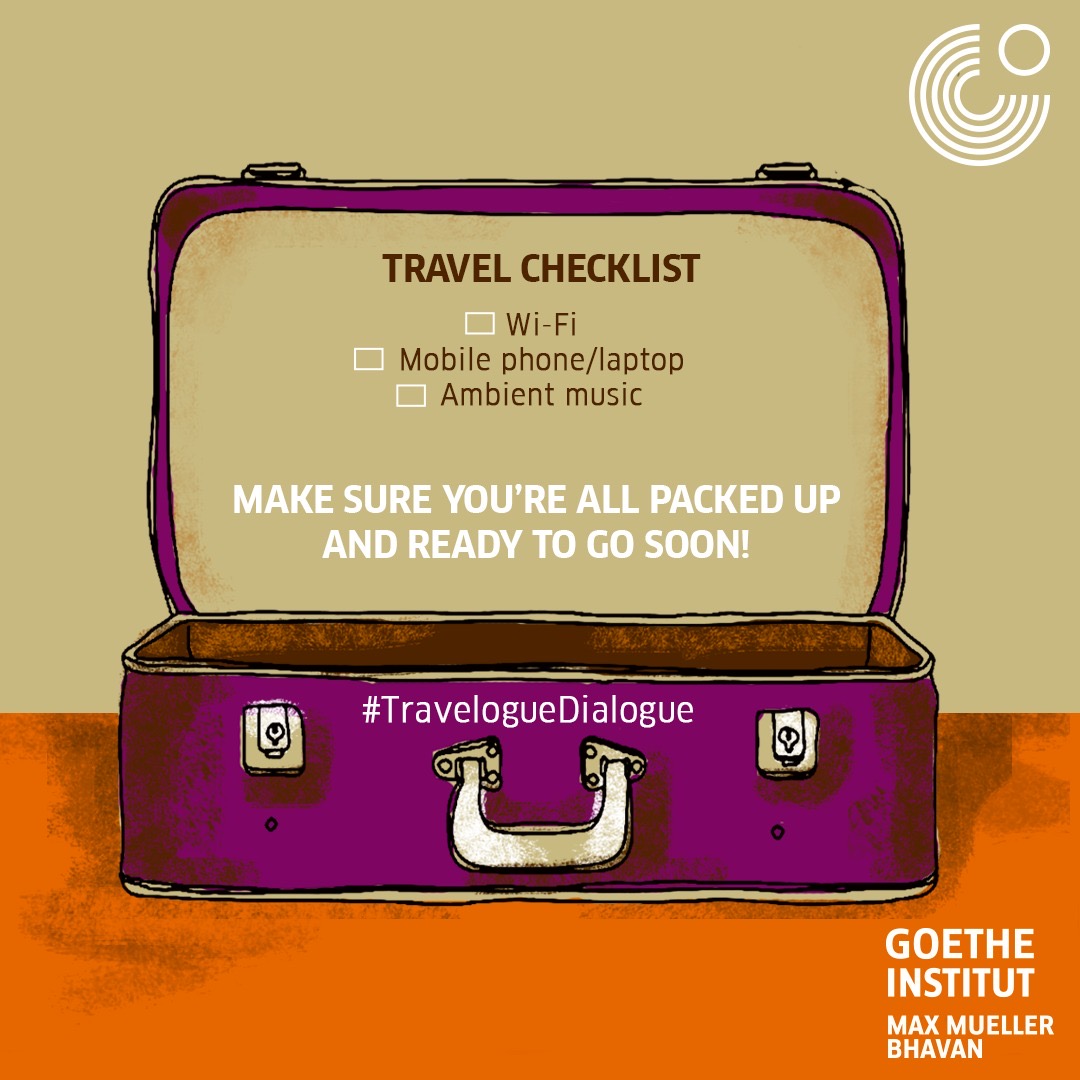 TRAVEL CHECKLIST
Wi-Fi
Mobile phone/laptop
Ambient music
MAKE SURE YOU'RE ALL PACKED UP
AND READY TO GO SOON!
#TravelogueDialogue
GOETHE
INSTITUT
MAX MUELLER
BHAVAN